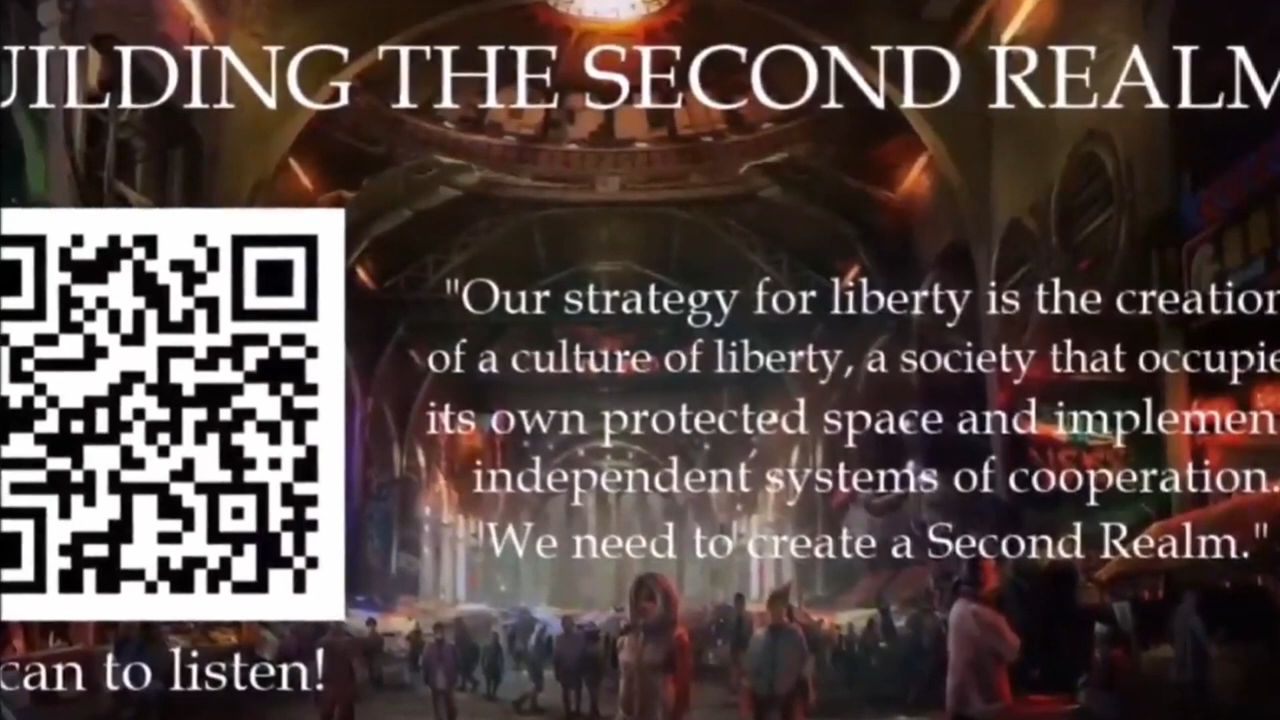 UILDING THE SECOND REALM
"Our strategy for liberty is the creation
of a culture of liberty, a society that occupie
its own protected space and implemen
independent systems of cooperation.
"We need to create a Second Realm."
can to listen!